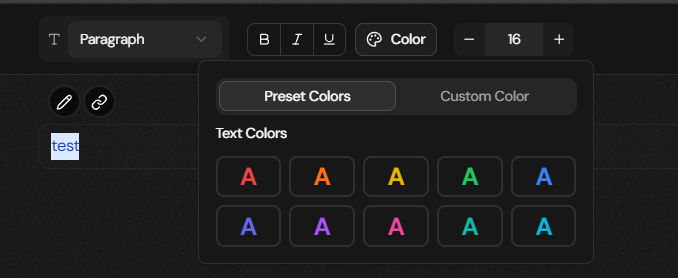 T Paragraph B I U Color − 16 +
Preset Colors Custom Color
test
Text Colors
A A A A A
A A A A A